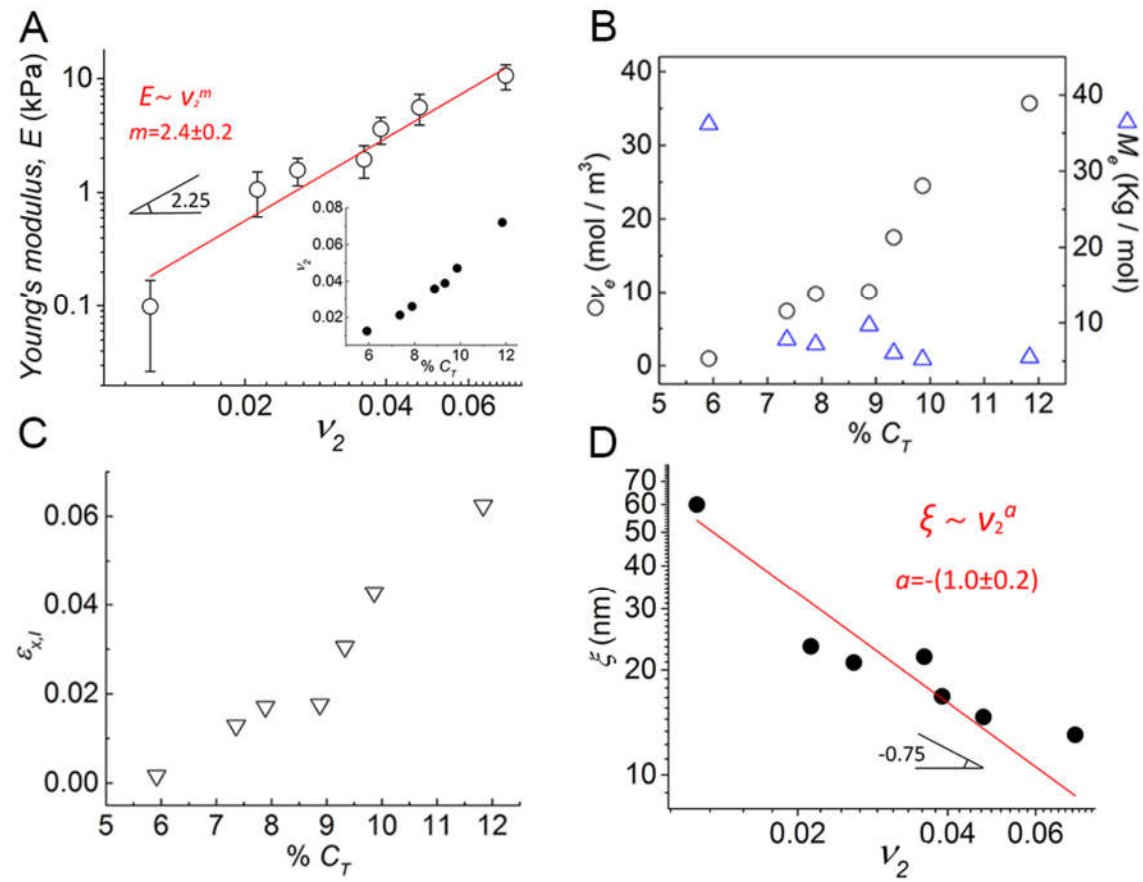 A
Young's modulus, E (kPa)
10
1
0.1
E~ ν₂ᵐ
m=2.4±0.2
2.25
0.02
0.04
0.06
ν₂
ν₂
0.08
0.06
0.04
0.02
6
8
10
12
% C_T
B
νₑ (mol / m³)
40
30
20
10
0
40
30
20
10
Mₑ (Kg / mol)
5
6
7
8
9
10
11
12
% C_T
C
ε_{x,l}
0.06
0.04
0.02
0.00
5
6
7
8
9
10
11
12
% C_T
D
ξ (nm)
70
60
50
40
30
20
10
ξ ~ ν₂ᵃ
a=-(1.0±0.2)
-0.75
0.02
0.04
0.06
ν₂